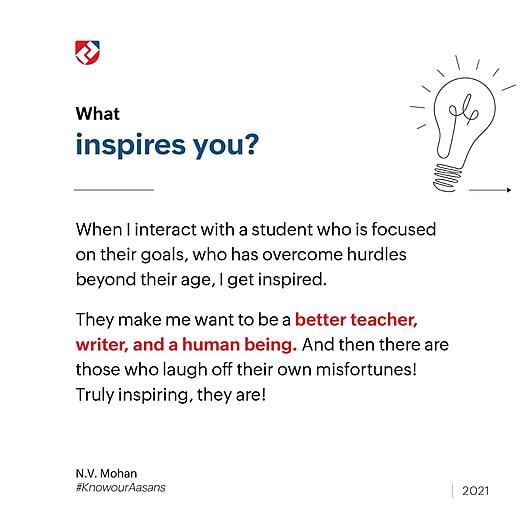 What
inspires you?
When I interact with a student who is focused
on their goals, who has overcome hurdles
beyond their age, I get inspired.
They make me want to be a better teacher,
writer, and a human being. And then there are
those who laugh off their own misfortunes!
Truly inspiring, they are!
N.V. Mohan
#KnowourAasans
2021